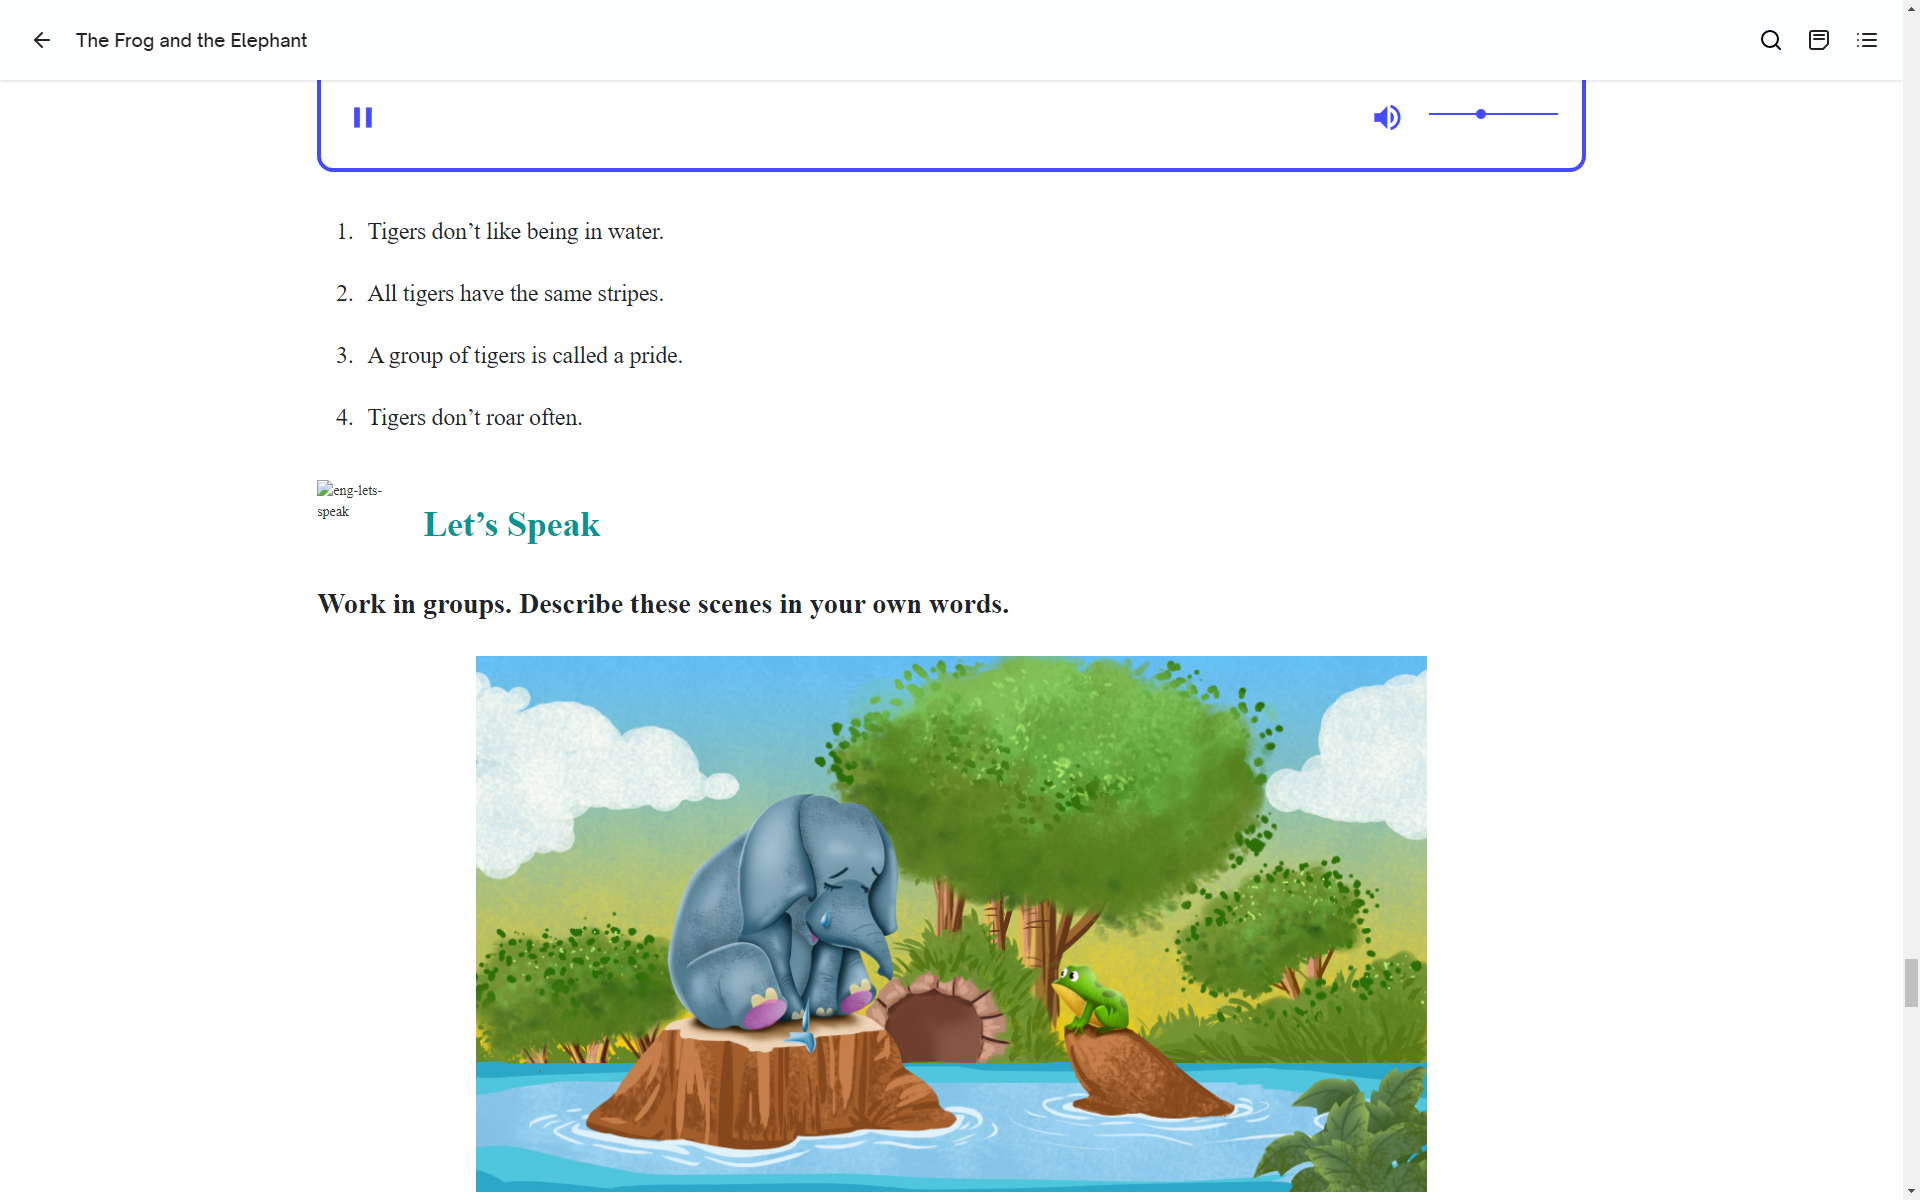 The Frog and the Elephant
1. Tigers don’t like being in water.
2. All tigers have the same stripes.
3. A group of tigers is called a pride.
4. Tigers don’t roar often.
eng-lets-
speak
Let’s Speak
Work in groups. Describe these scenes in your own words.